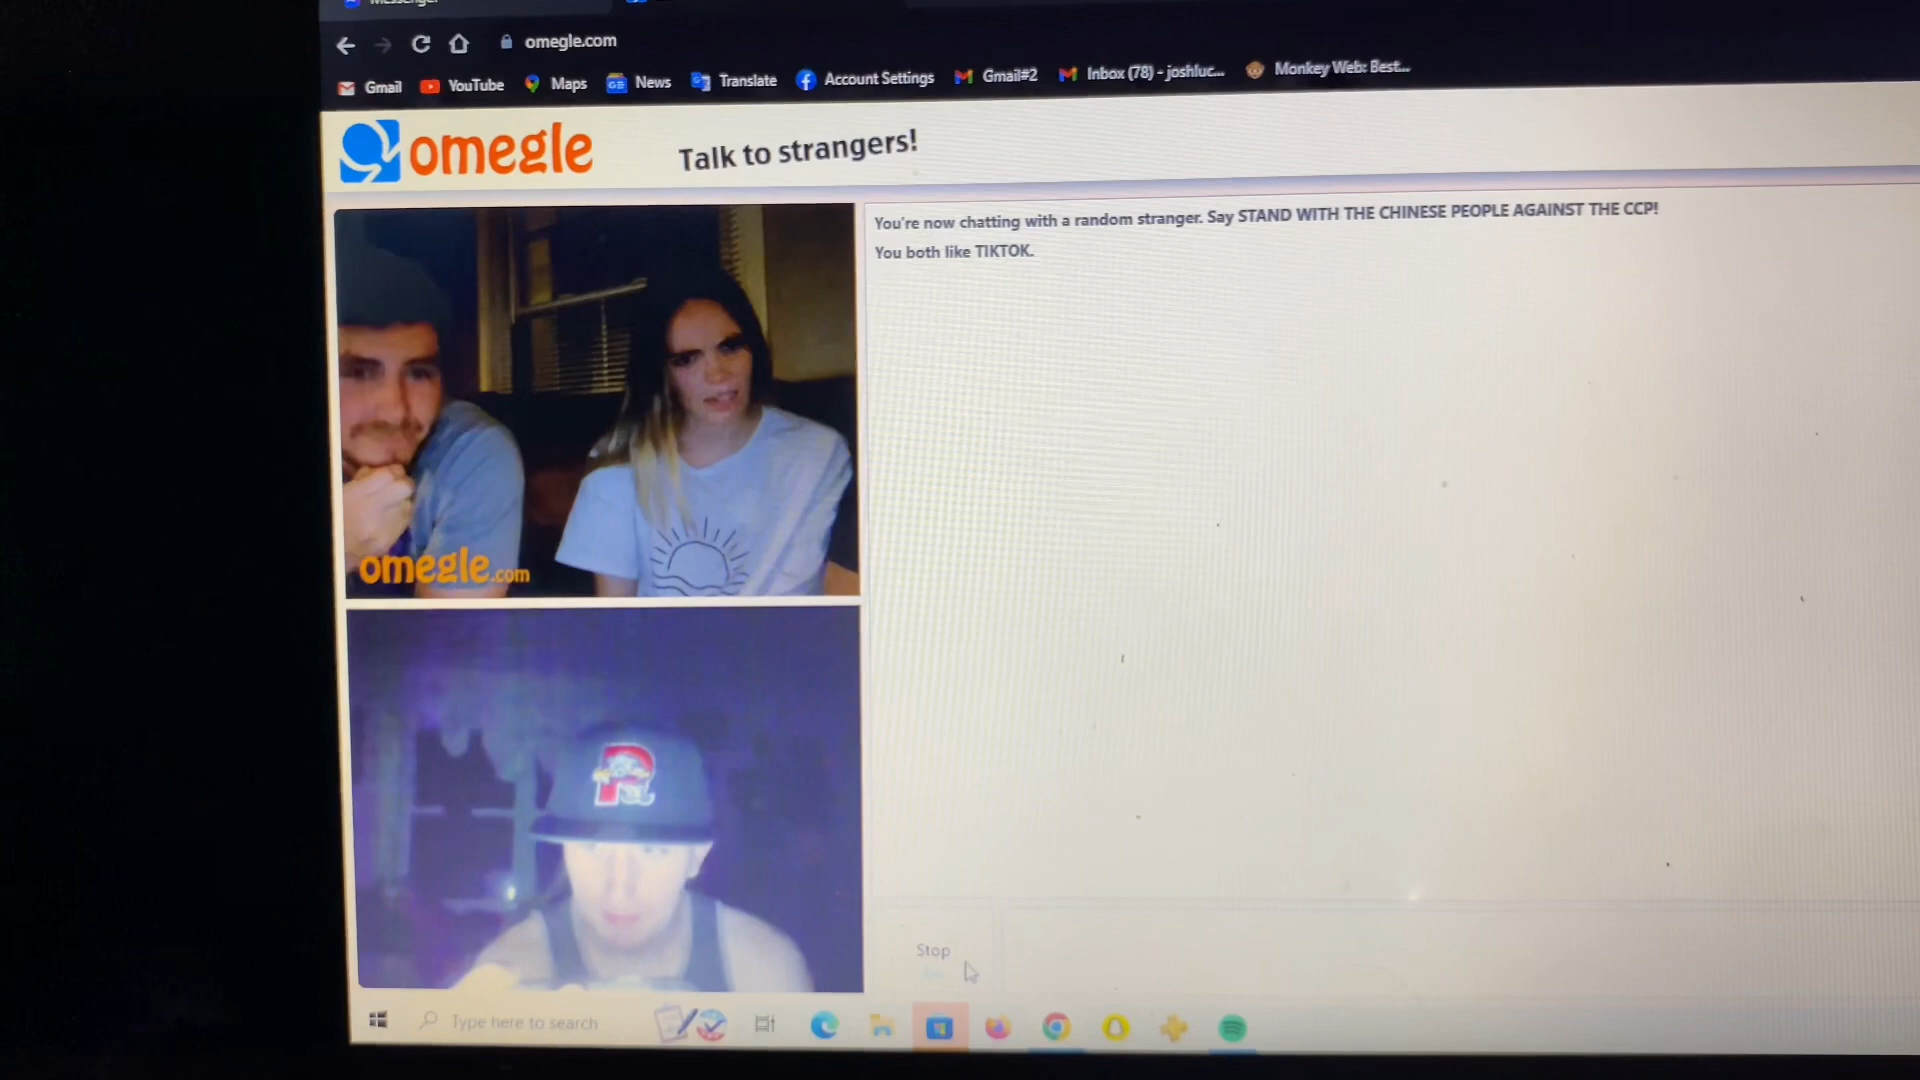 Messenger
omegle.com
Gmail YouTube Maps News Translate Account Settings Gmail#2 Inbox (78) - joshluc... Monkey Web: Best...
omegle Talk to strangers!
You're now chatting with a random stranger. Say STAND WITH THE CHINESE PEOPLE AGAINST THE CCP!
You both like TIKTOK.
omegle.com
R
Stop
Type here to search